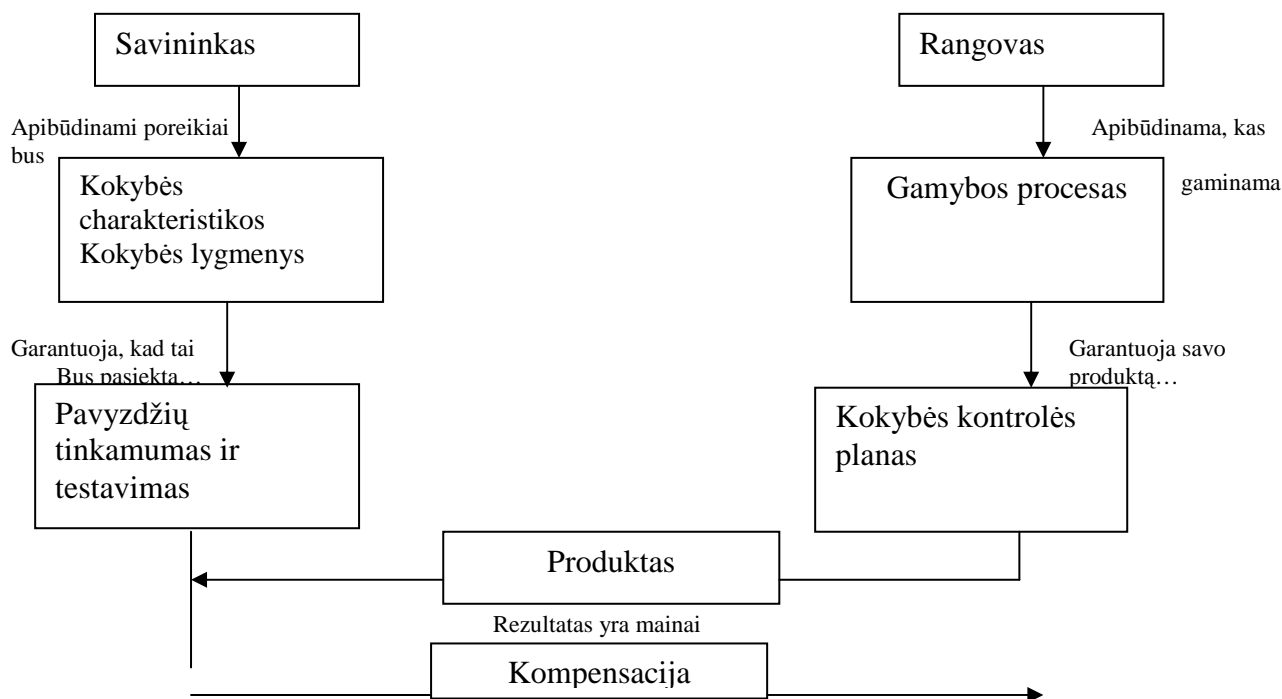 Savininkas
Rangovas
Apibūdinami poreikiai
bus
Apibūdinama, kas
gaminama
Kokybės
charakteristikos
Kokybės lygmenys
Gamybos procesas
Garantuoja, kad tai
Bus pasiekta…
Garantuoja savo
produktą…
Pavyzdžių
tinkamumas ir
testavimas
Kokybės kontrolės
planas
Produktas
Rezultatas yra mainai
Kompensacija